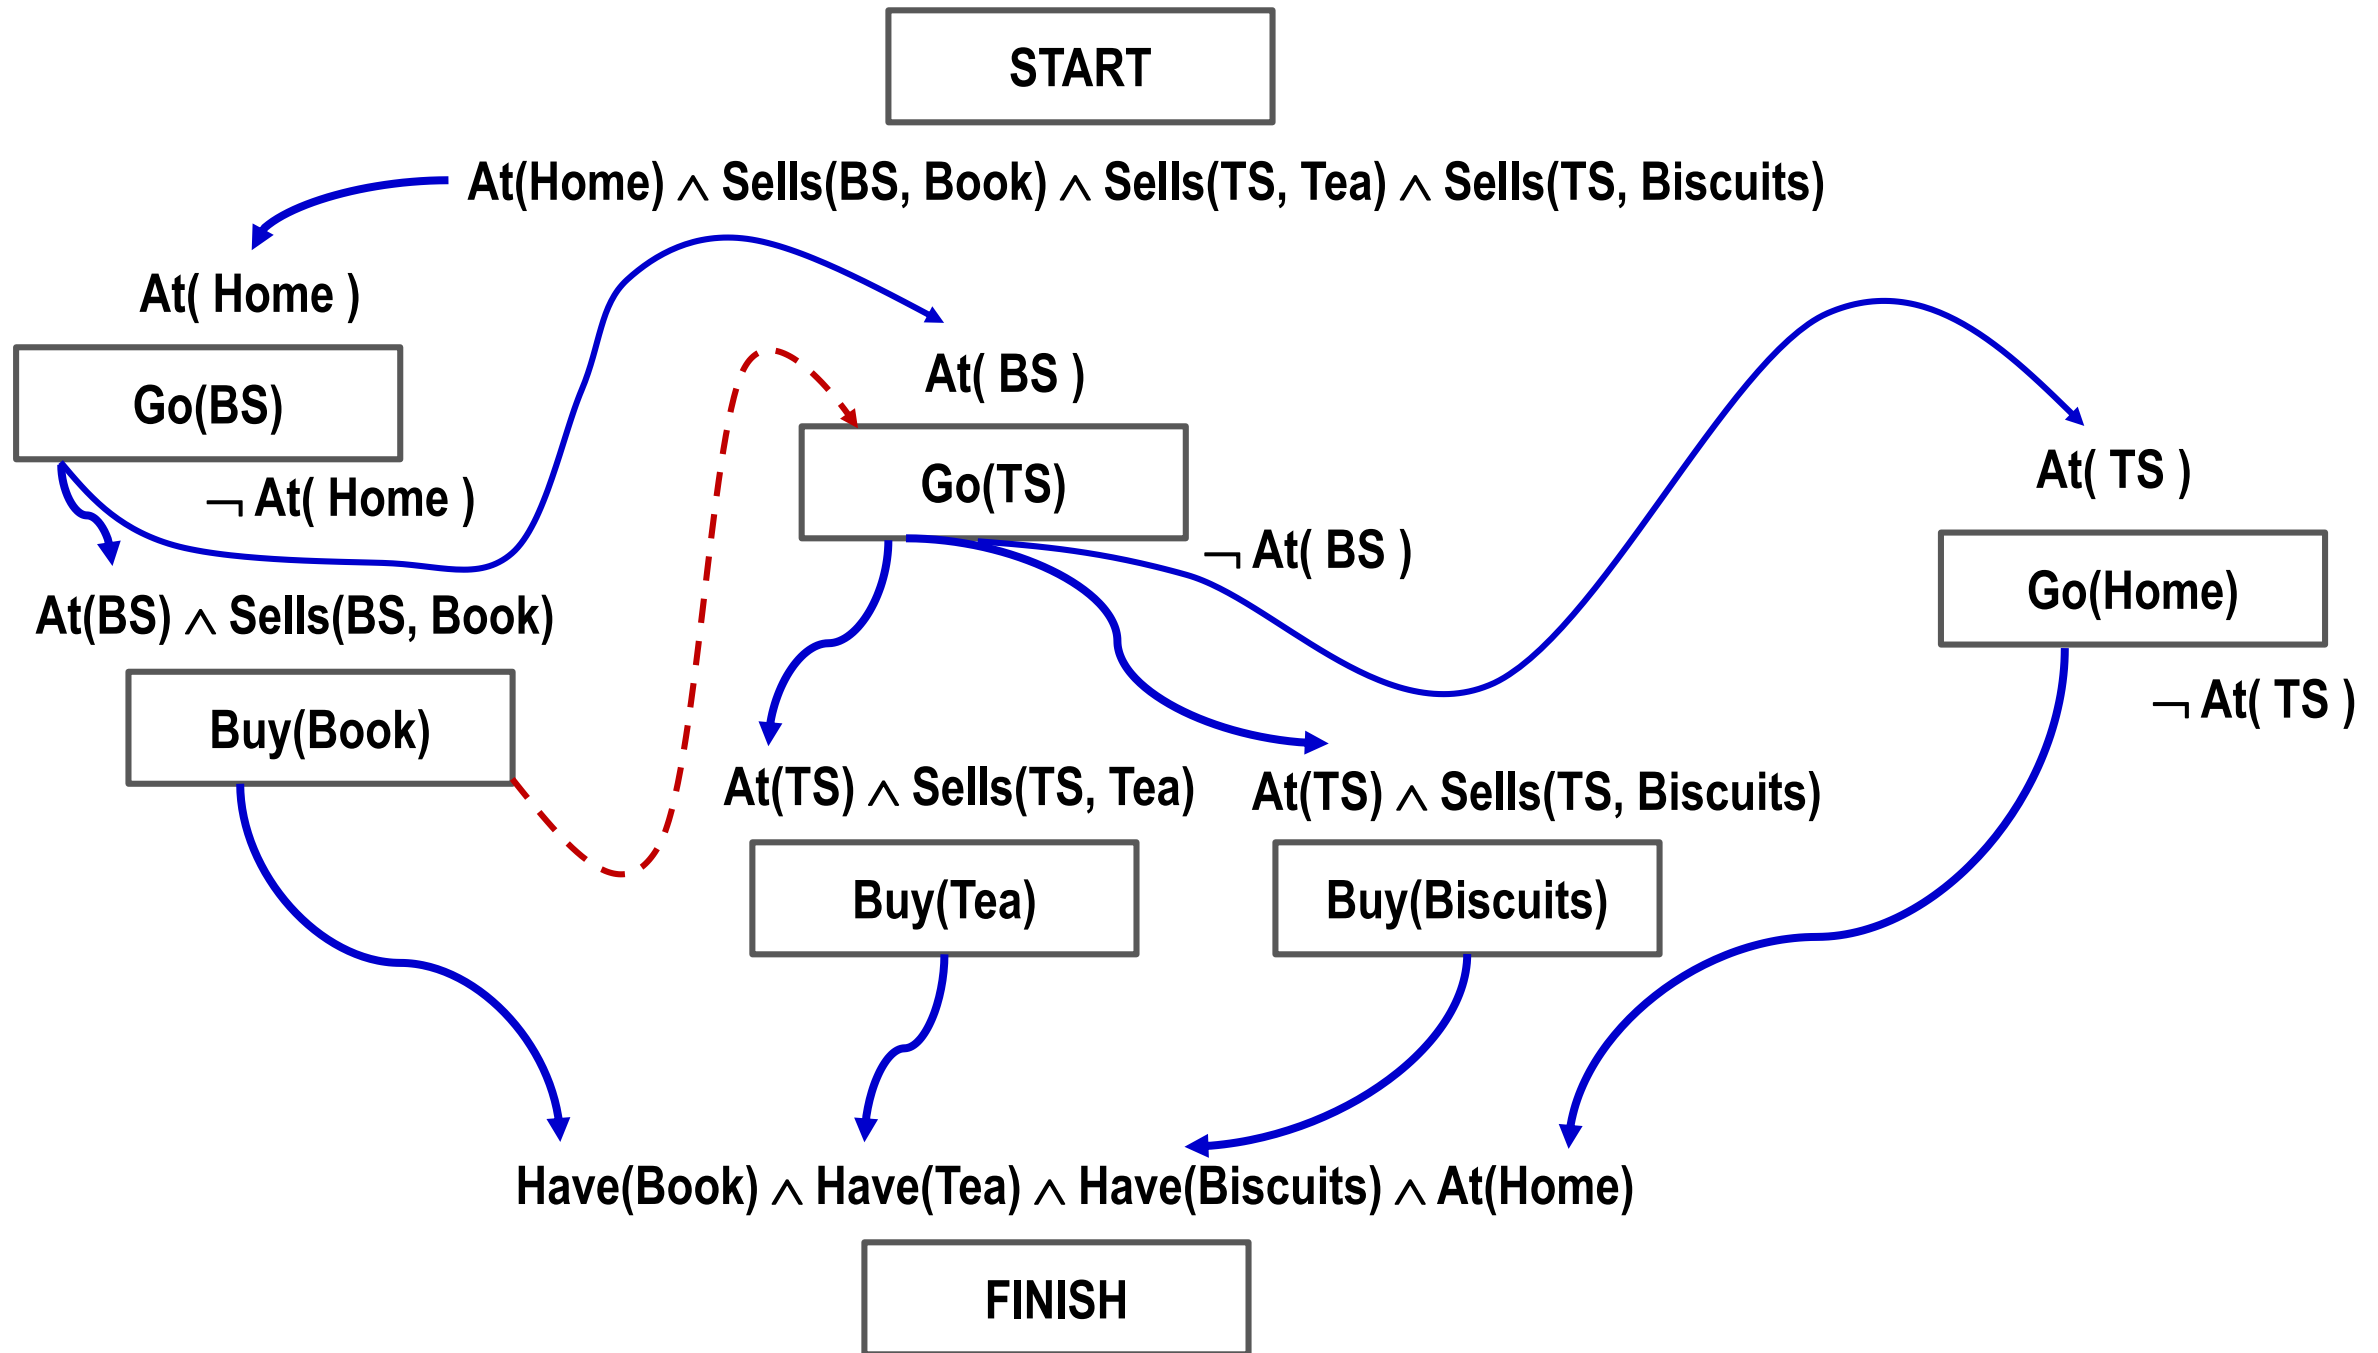 START
At(Home) ∧ Sells(BS, Book) ∧ Sells(TS, Tea) ∧ Sells(TS, Biscuits)
At( Home )
Go(BS)
¬ At( Home )
At(BS) ∧ Sells(BS, Book)
Buy(Book)
At( BS )
Go(TS)
¬ At( BS )
At(TS) ∧ Sells(TS, Tea)
Buy(Tea)
At(TS) ∧ Sells(TS, Biscuits)
Buy(Biscuits)
At( TS )
Go(Home)
¬ At( TS )
Have(Book) ∧ Have(Tea) ∧ Have(Biscuits) ∧ At(Home)
FINISH